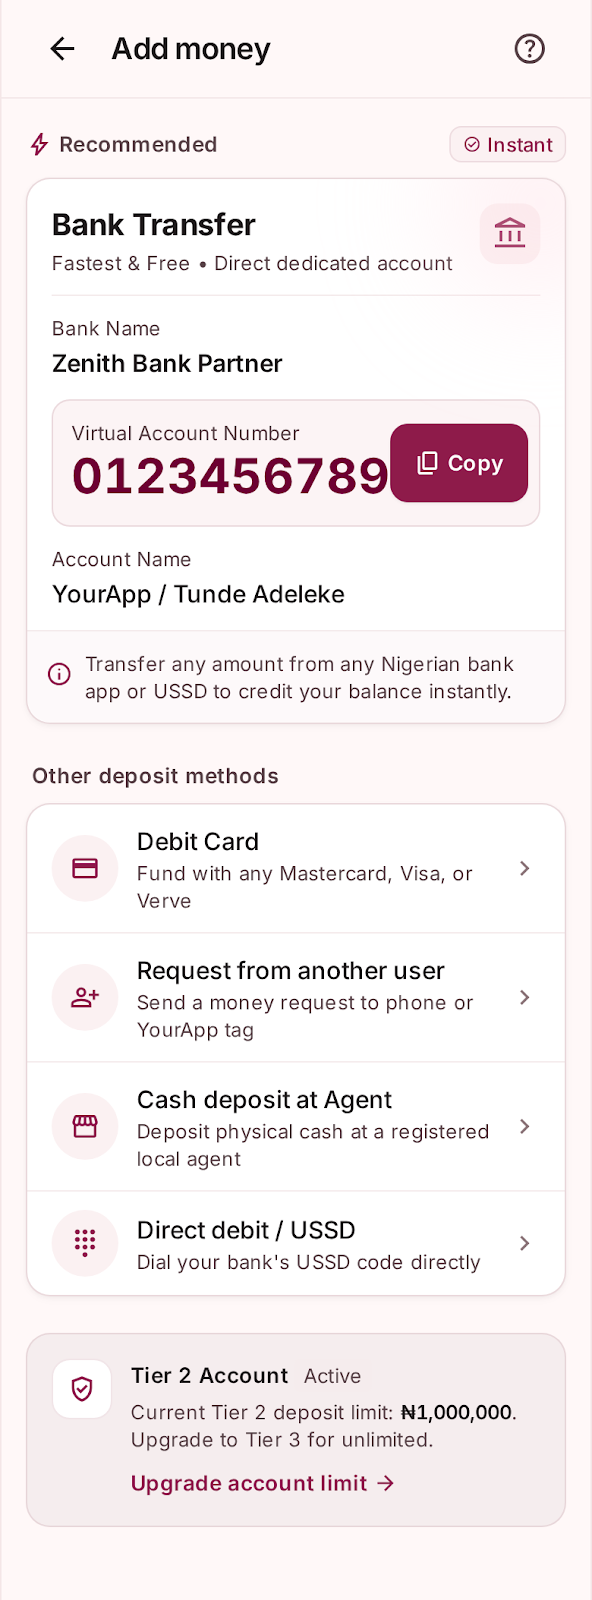 Add money
Recommended
Instant
Bank Transfer
Fastest & Free • Direct dedicated account
Bank Name
Zenith Bank Partner
Virtual Account Number
0123456789
Copy
Account Name
YourApp / Tunde Adeleke
Transfer any amount from any Nigerian bank
app or USSD to credit your balance instantly.
Other deposit methods
Debit Card
Fund with any Mastercard, Visa, or
Verve
Request from another user
Send a money request to phone or
YourApp tag
Cash deposit at Agent
Deposit physical cash at a registered
local agent
Direct debit / USSD
Dial your bank's USSD code directly
Tier 2 Account Active
Current Tier 2 deposit limit: ₦1,000,000.
Upgrade to Tier 3 for unlimited.
Upgrade account limit →